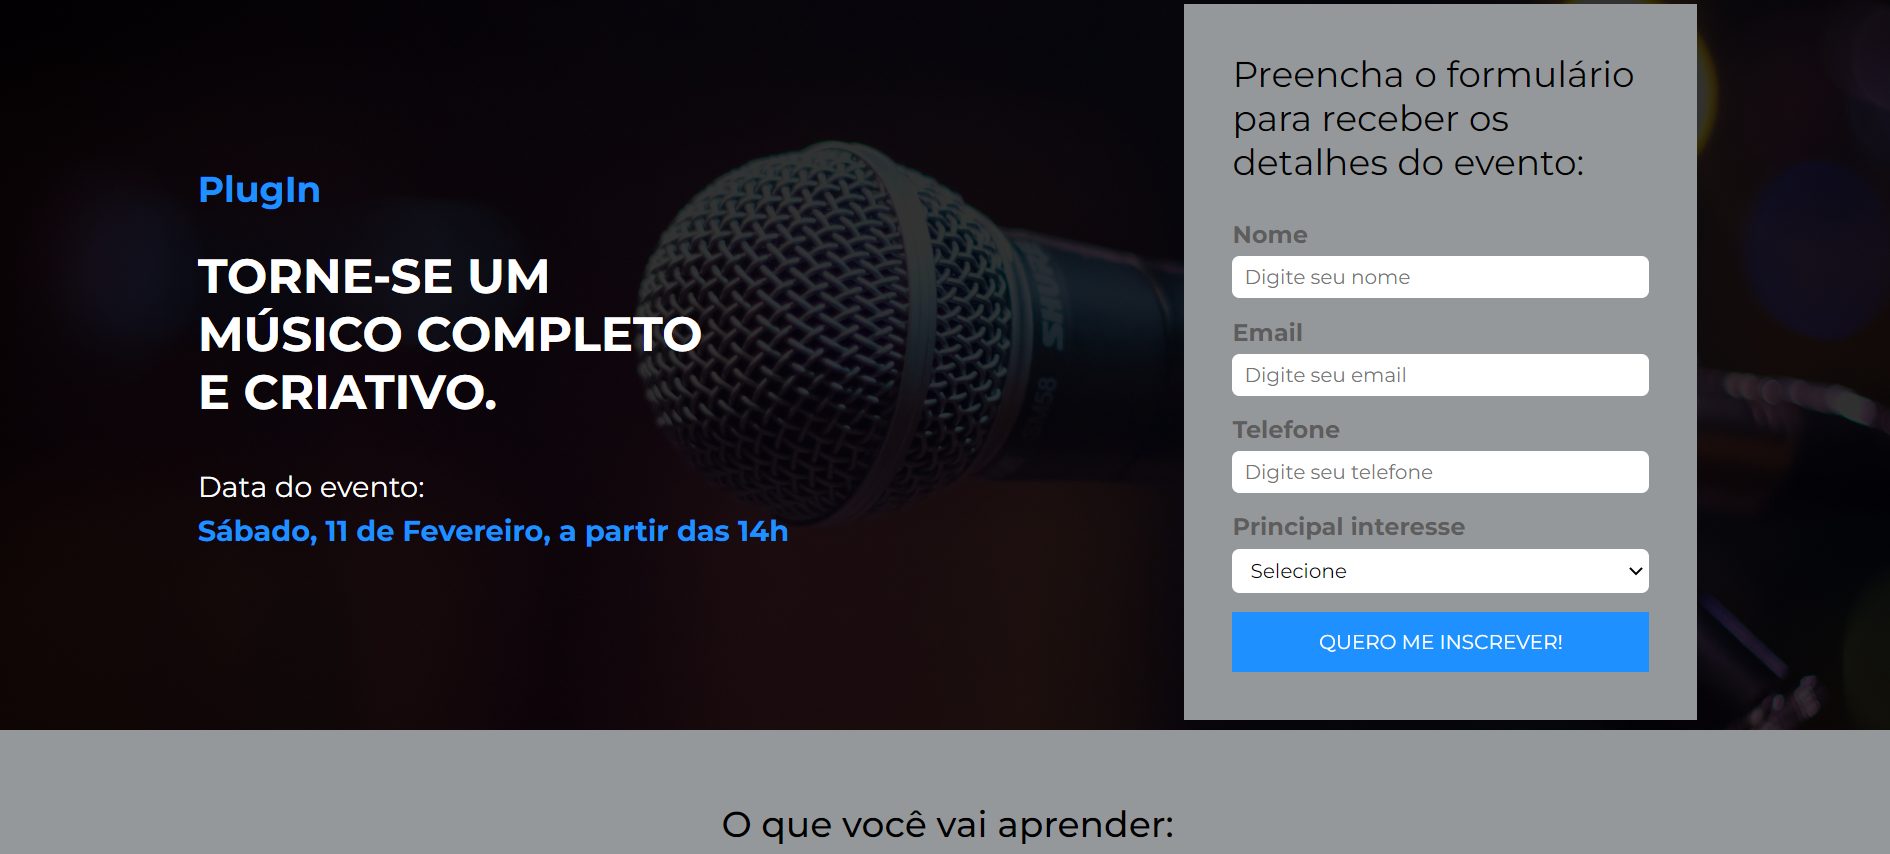 PlugIn
TORNE-SE UM
MÚSICO COMPLETO
E CRIATIVO.
Data do evento:
Sábado, 11 de Fevereiro, a partir das 14h
SHURE
SM58
Preencha o formulário
para receber os
detalhes do evento:
Nome
Digite seu nome
Email
Digite seu email
Telefone
Digite seu telefone
Principal interesse
Selecione
QUERO ME INSCREVER!
O que você vai aprender: